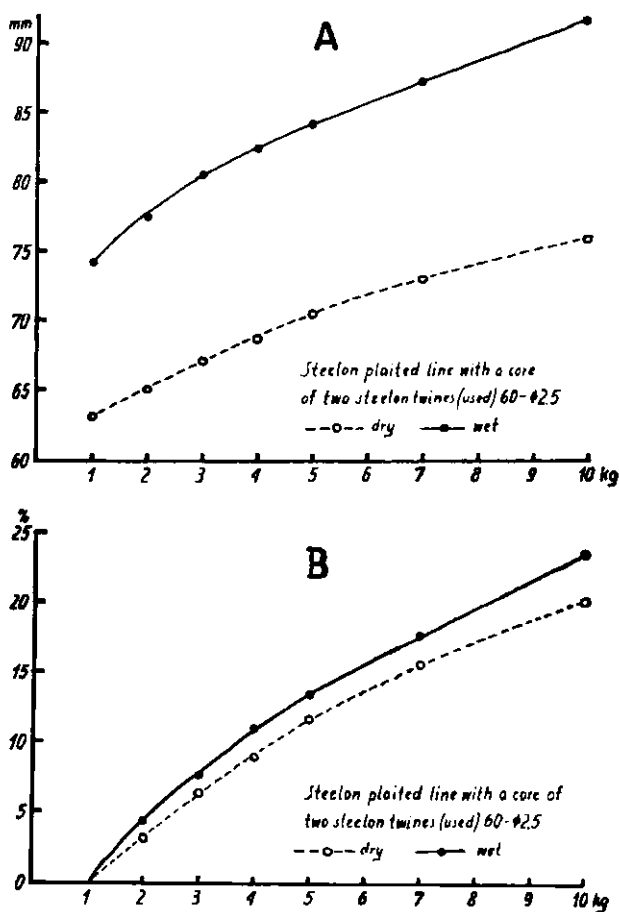 A
mm
90
85
80
75
70
65
60
Steelon plaited line with a core
of two steelon twines (used) 60-ф2.5
dry wet
1 2 3 4 5 6 7 8 9 10 kg
B
%
25
20
15
10
5
0
Steelon plaited line with a core of
two steelon twines (used) 60-ф2.5
dry wet
1 2 3 4 5 6 7 8 9 10 kg